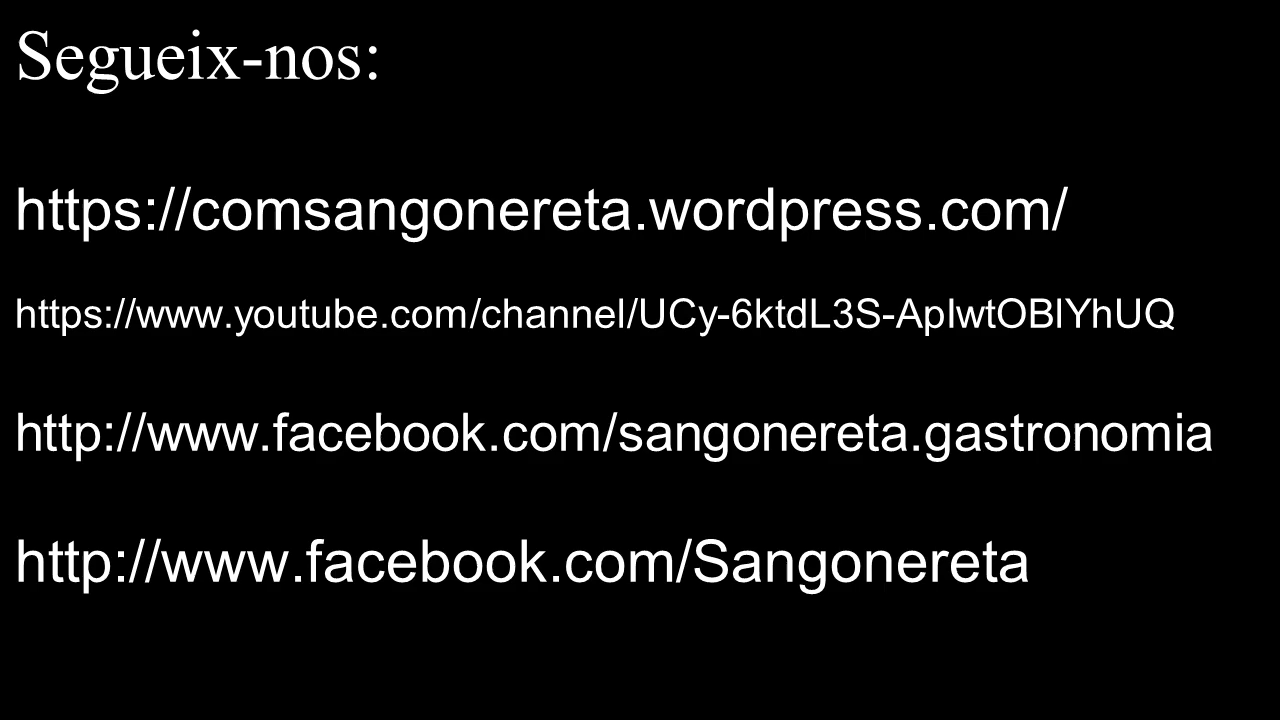 Segueix-nos:
https://comsangonereta.wordpress.com/
https://www.youtube.com/channel/UCy-6ktdL3S-AplwtOBlYhUQ
http://www.facebook.com/sangonereta.gastronomia
http://www.facebook.com/Sangonereta